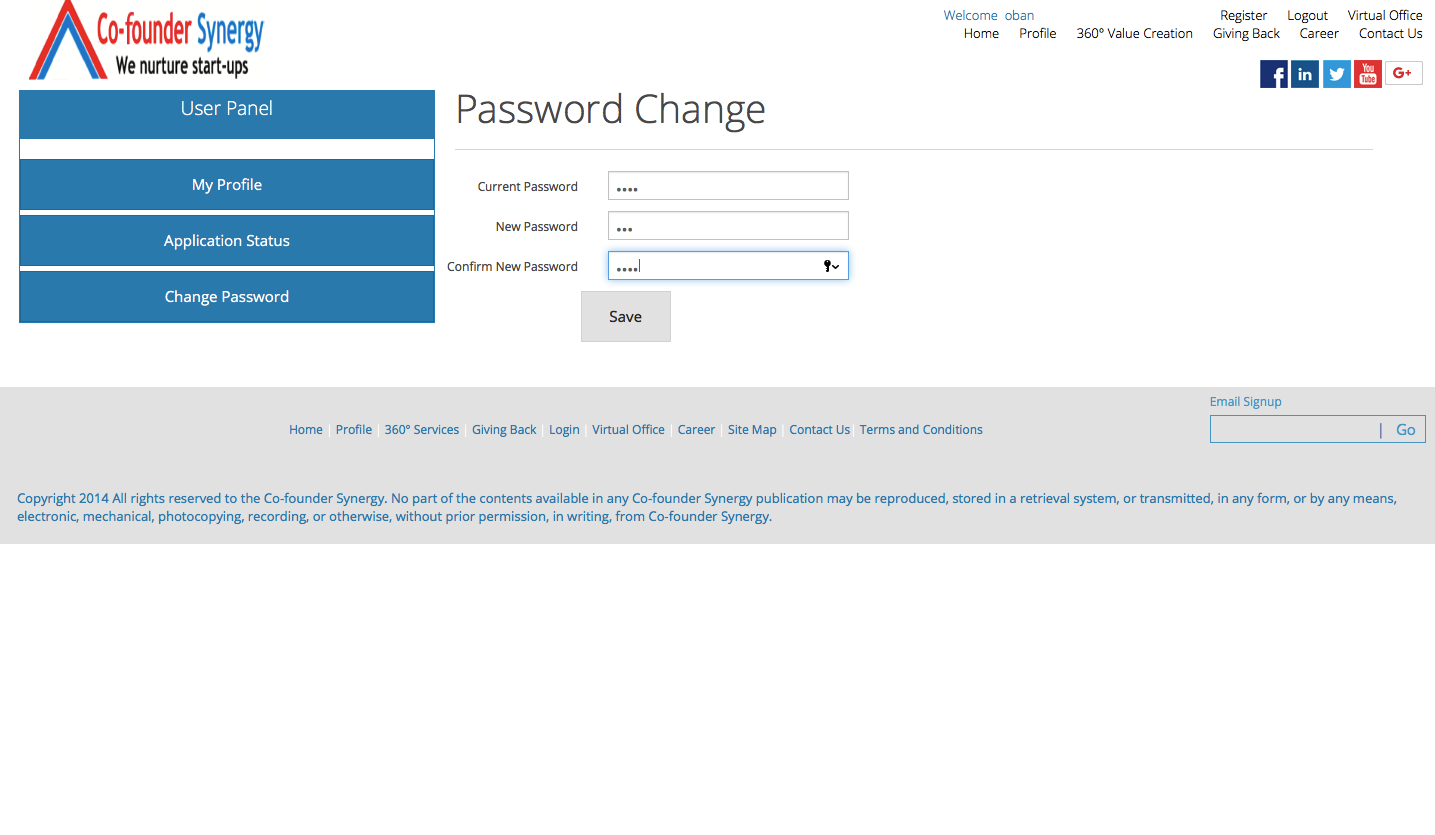 Co-founder Synergy
We nurture start-ups
Welcome oban
Register Logout Virtual Office
Home Profile 360° Value Creation Giving Back Career Contact Us
f in You Tube G+
User Panel
My Profile
Application Status
Change Password
Password Change
Current Password ••••
New Password •••
Confirm New Password ••••
Save
Email Signup
| Go
Home | Profile | 360° Services | Giving Back | Login | Virtual Office | Career | Site Map | Contact Us | Terms and Conditions
Copyright 2014 All rights reserved to the Co-founder Synergy. No part of the contents available in any Co-founder Synergy publication may be reproduced, stored in a retrieval system, or transmitted, in any form, or by any means,
electronic, mechanical, photocopying, recording, or otherwise, without prior permission, in writing, from Co-founder Synergy.